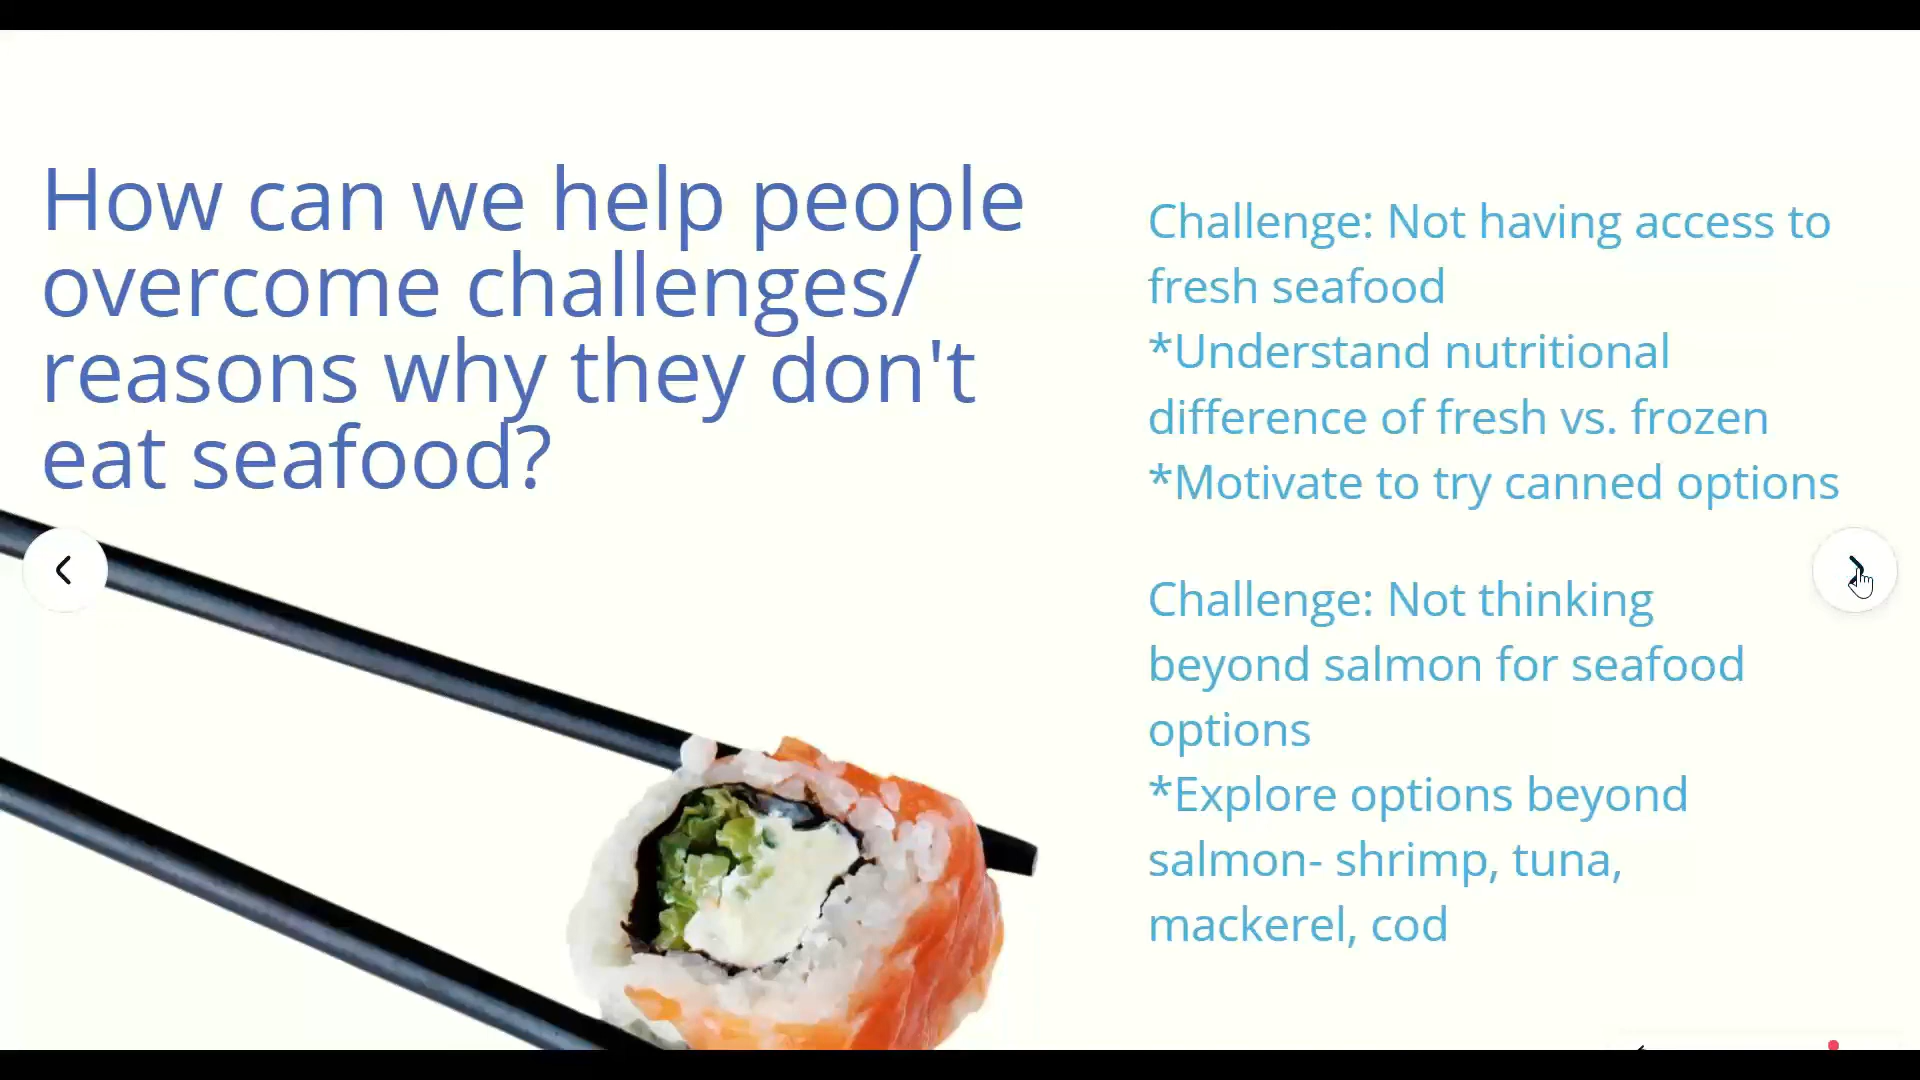 How can we help people
overcome challenges/
reasons why they don't
eat seafood?
Challenge: Not having access to
fresh seafood
*Understand nutritional
difference of fresh vs. frozen
*Motivate to try canned options
Challenge: Not thinking
beyond salmon for seafood
options
*Explore options beyond
salmon- shrimp, tuna,
mackerel, cod